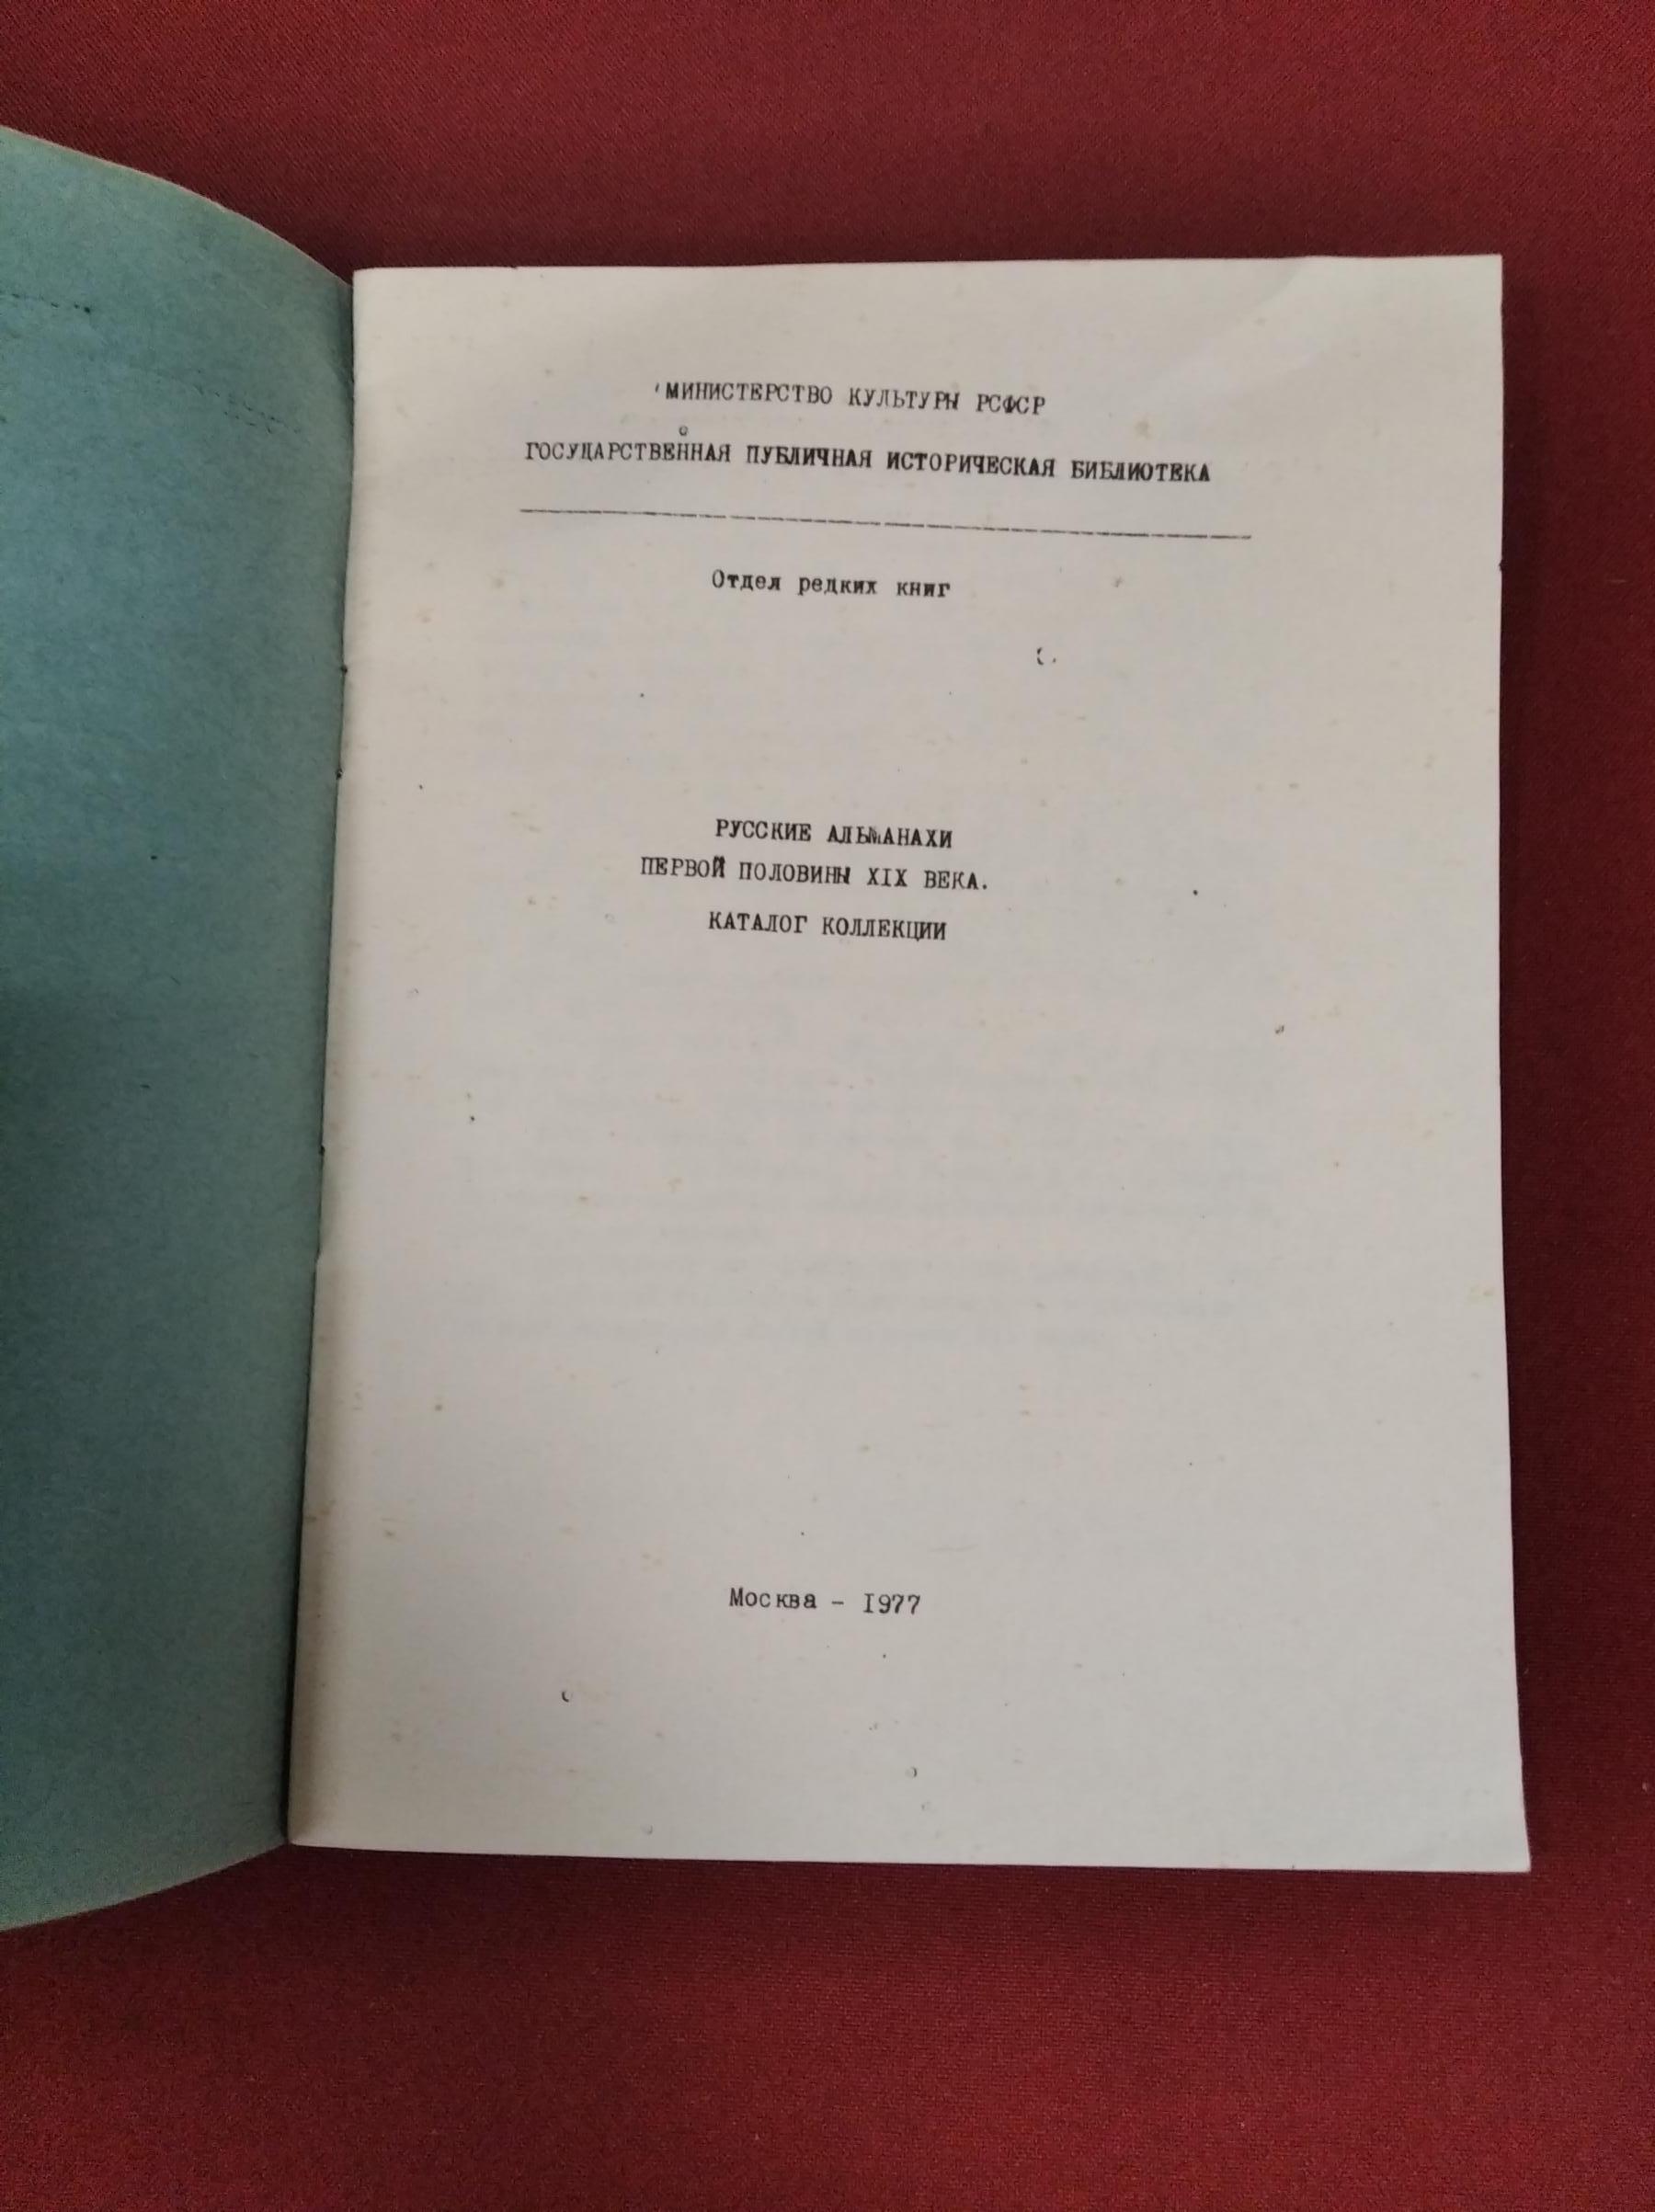 МИНИСТЕРСТВО КУЛЬТУРЫ РСФСР
ГОСУДАРСТВЕННАЯ ПУБЛИЧНАЯ ИСТОРИЧЕСКАЯ БИБЛИОТЕКА
Отдел редких книг
РУССКИЕ АЛЬМАНАХИ
ПЕРВОЙ ПОЛОВИНЫ XIX ВЕКА.
КАТАЛОГ КОЛЛЕКЦИИ
Москва - 1977